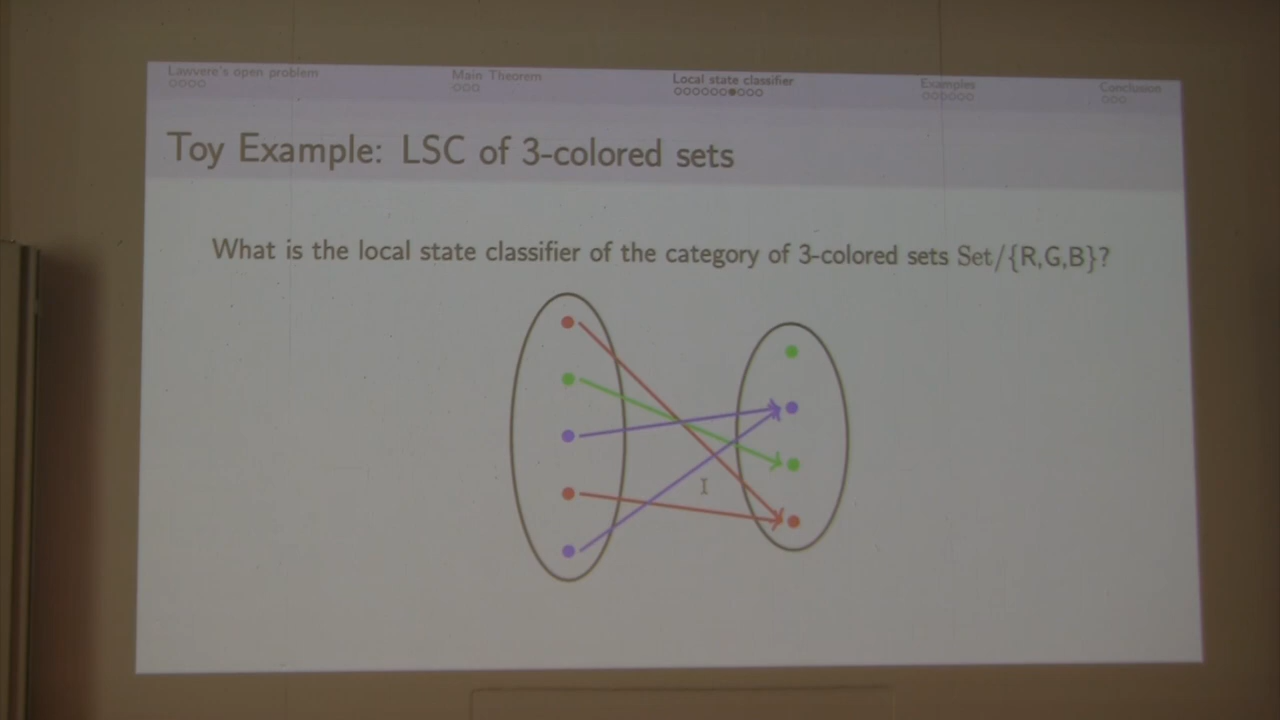 Lawvere's open problem
Main Theorem
Local state classifier
Examples
Conclusion
Toy Example: LSC of 3-colored sets
What is the local state classifier of the category of 3-colored sets Set/{R,G,B}?